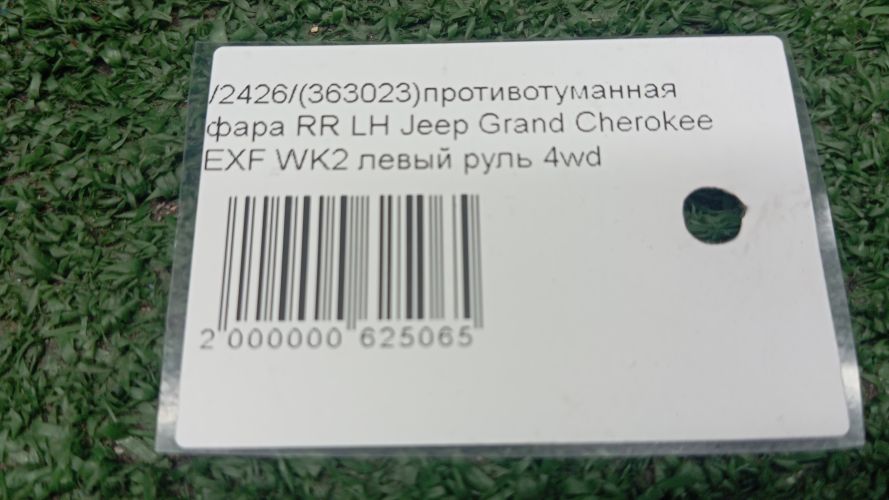 /2426/(363023)противотуманная
фара RR LH Jeep Grand Cherokee
EXF WK2 левый руль 4wd
2 000000 625065